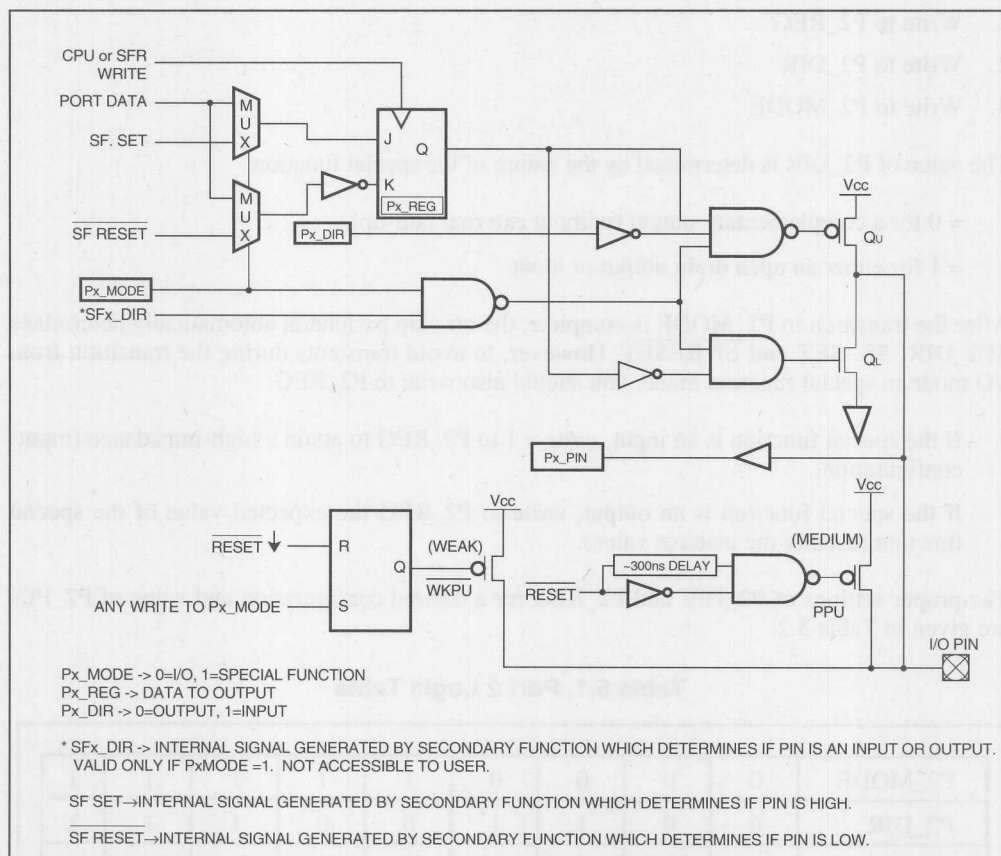 CPU or SFR
WRITE
PORT DATA
SF. SET
MUX
J
Q
K
Px_REG
MUX
SF RESET
Px_DIR
Px_MODE
*SFx_DIR
Vcc
QU
QL
Px_PIN
Vcc
RESET
R
Q
(WEAK)
WKPU
ANY WRITE TO Px_MODE
S
Vcc
(MEDIUM)
~300ns DELAY
RESET
PPU
I/O PIN
Px_MODE -> 0=I/O, 1=SPECIAL FUNCTION
Px_REG -> DATA TO OUTPUT
Px_DIR -> 0=OUTPUT, 1=INPUT
* SFx_DIR -> INTERNAL SIGNAL GENERATED BY SECONDARY FUNCTION WHICH DETERMINES IF PIN IS AN INPUT OR OUTPUT.
VALID ONLY IF PxMODE =1. NOT ACCESSIBLE TO USER.
SF SET→INTERNAL SIGNAL GENERATED BY SECONDARY FUNCTION WHICH DETERMINES IF PIN IS HIGH.
SF RESET→INTERNAL SIGNAL GENERATED BY SECONDARY FUNCTION WHICH DETERMINES IF PIN IS LOW.